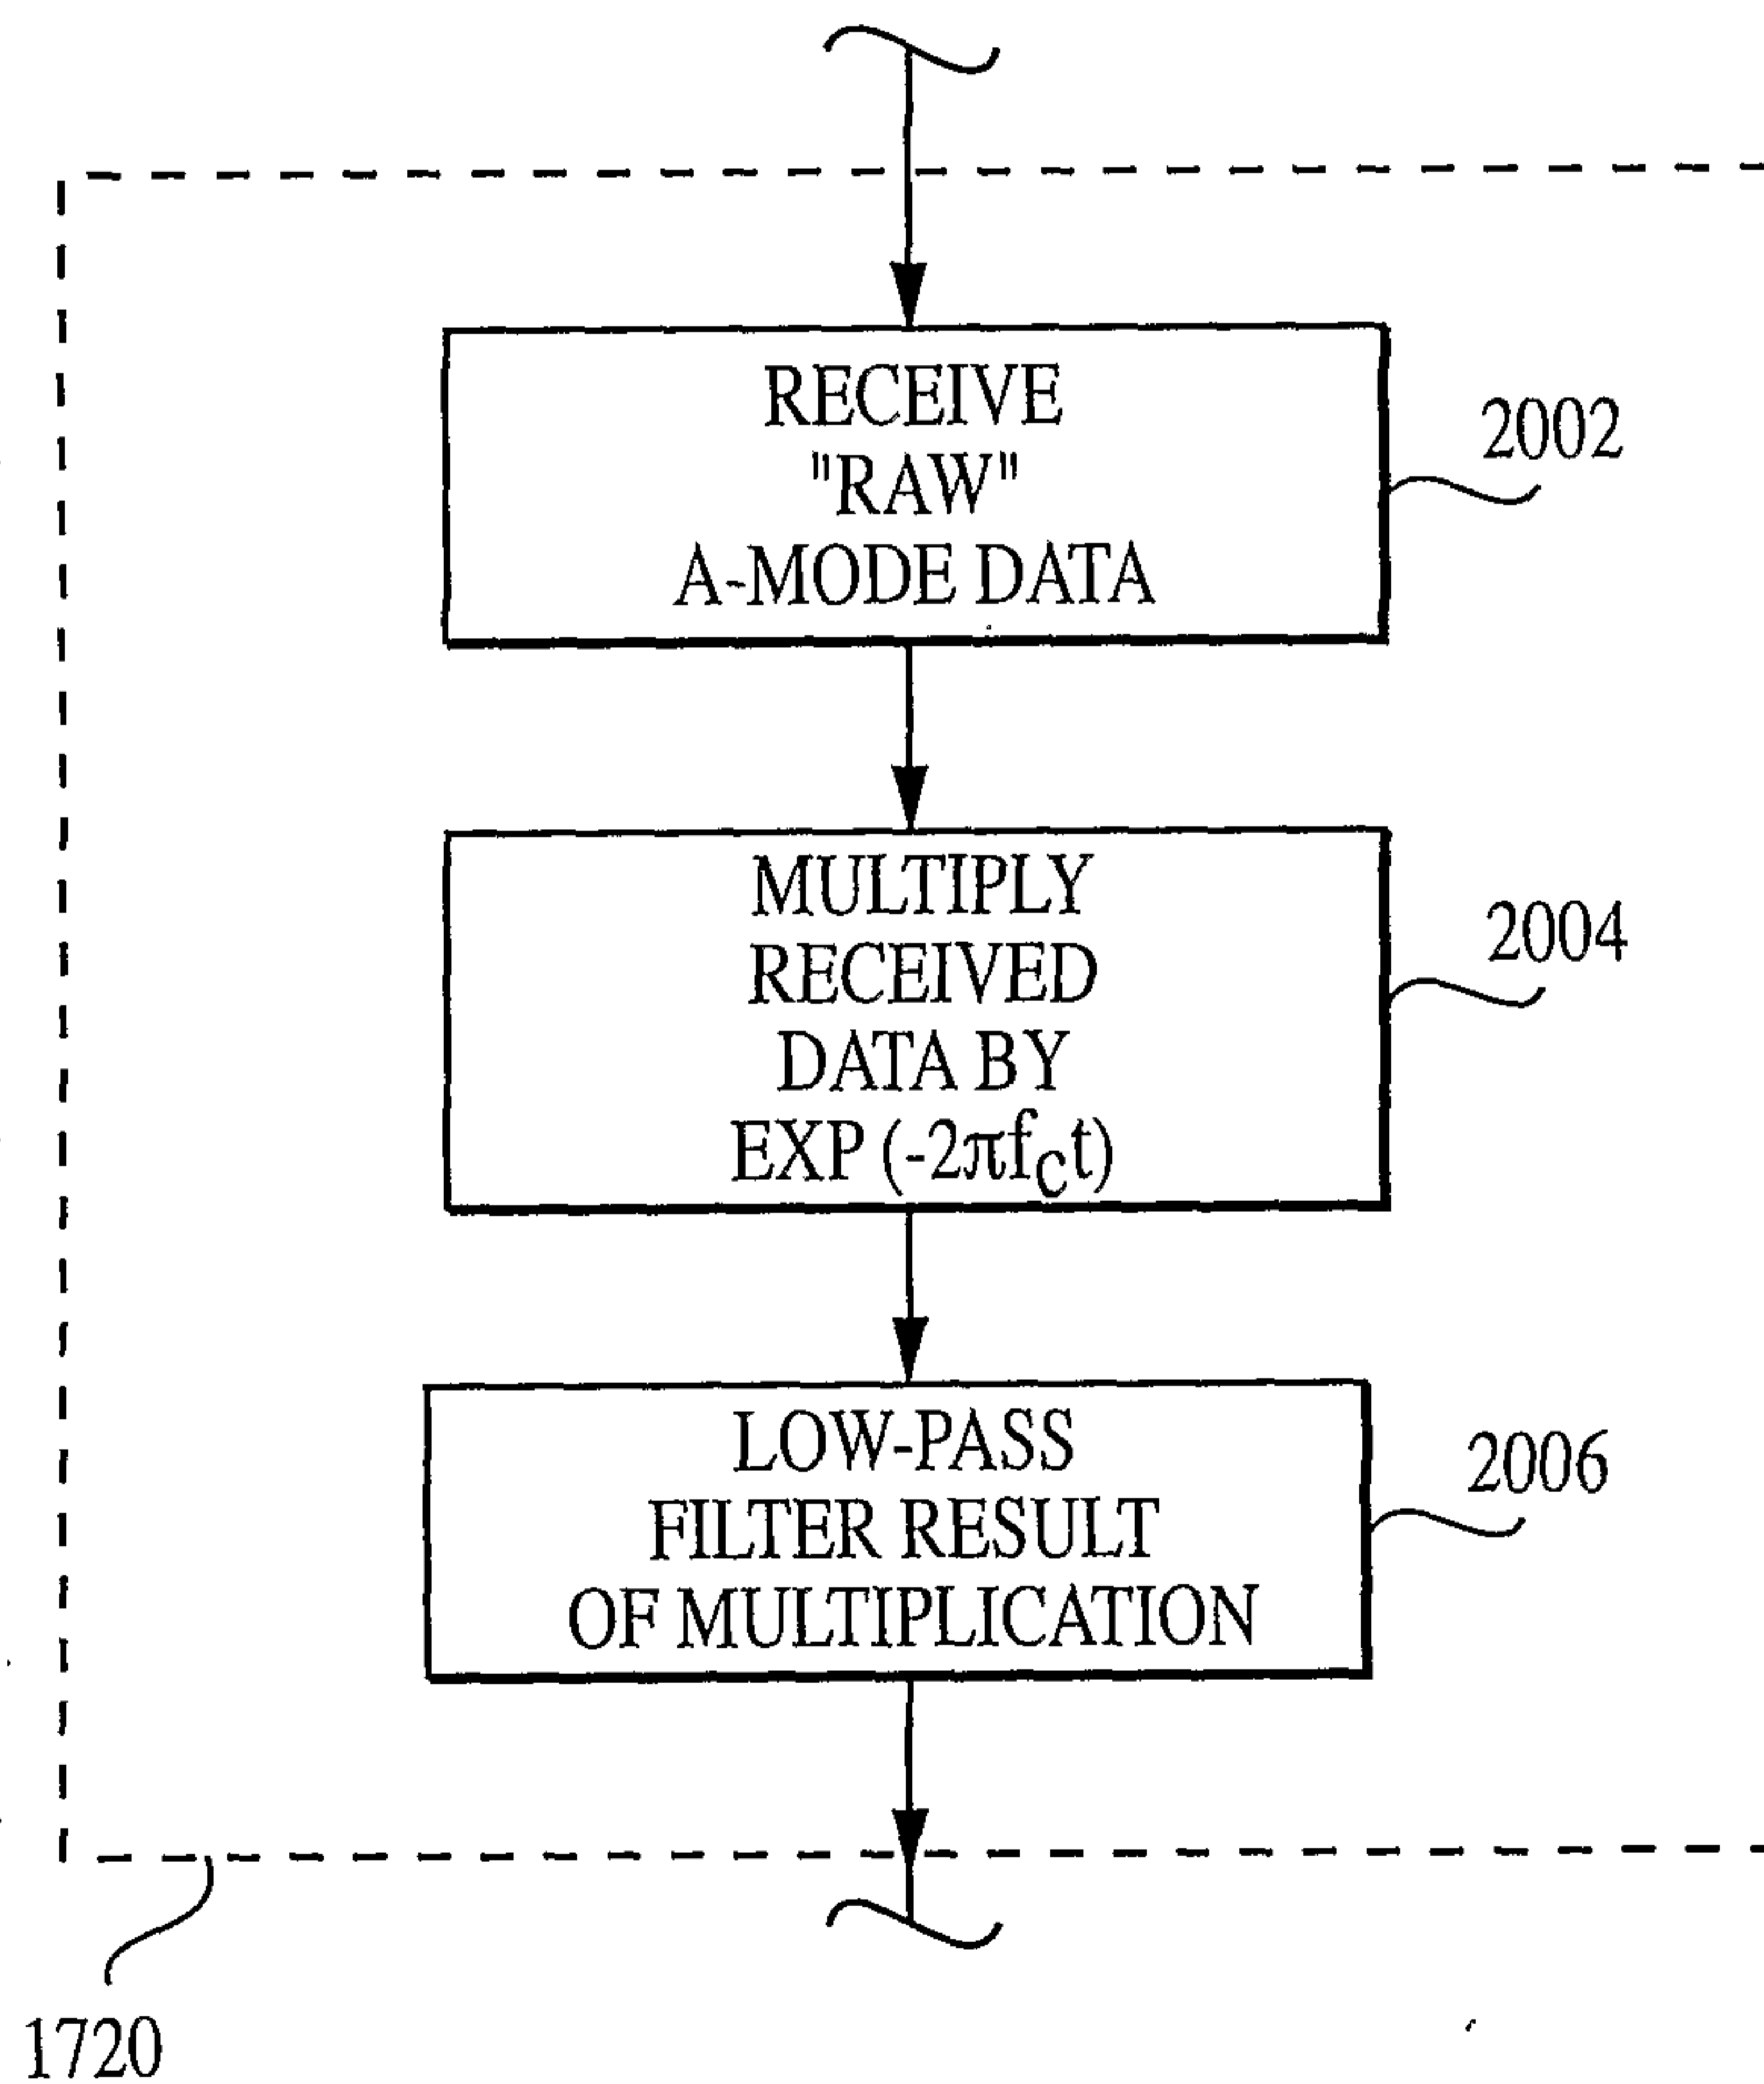 RECEIVE
"RAW"
A-MODE DATA
2002
MULTIPLY
RECEIVED
DATA BY
EXP (-2πf_ct)
2004
LOW-PASS
FILTER RESULT
OF MULTIPLICATION
2006
1720